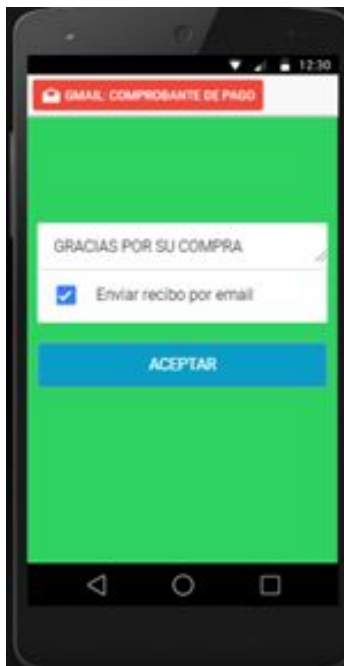 12:30
GMAIL: COMPROBANTE DE PAGO
GRACIAS POR SU COMPRA
Enviar recibo por email
ACEPTAR